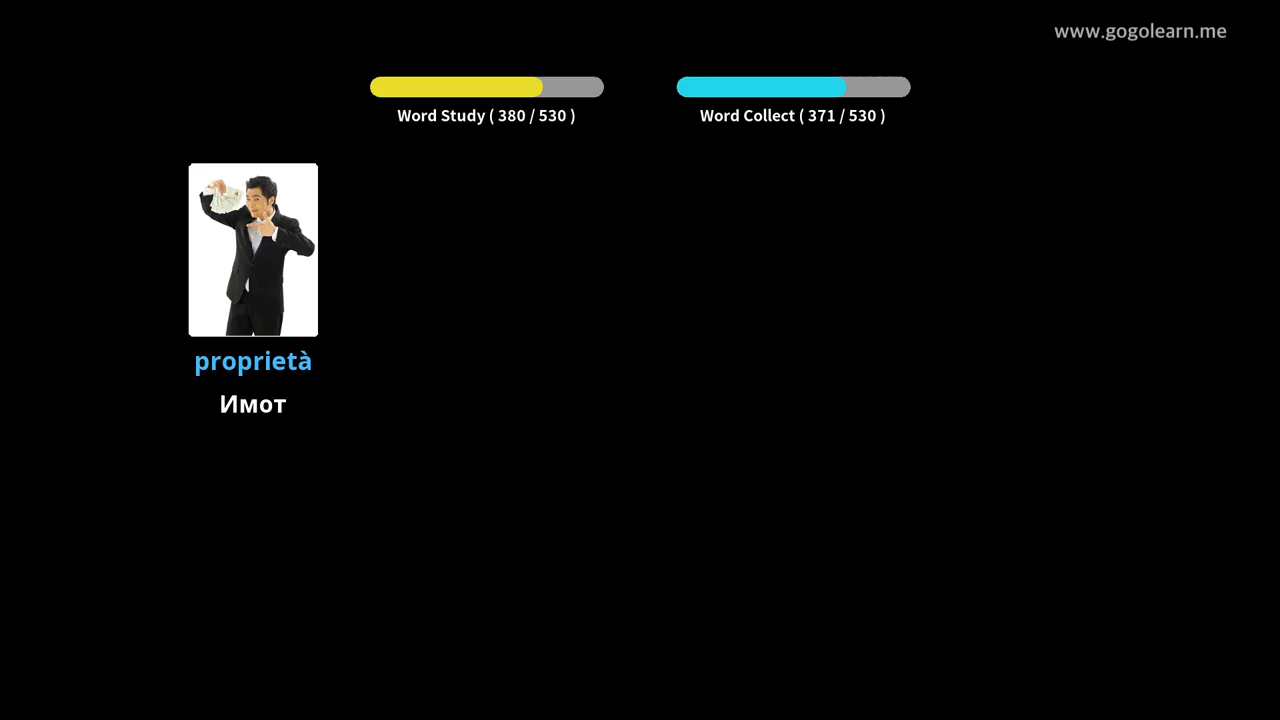 www.gogolearn.me
Word Study ( 380 / 530 )
Word Collect ( 371 / 530 )
proprietà
Имот